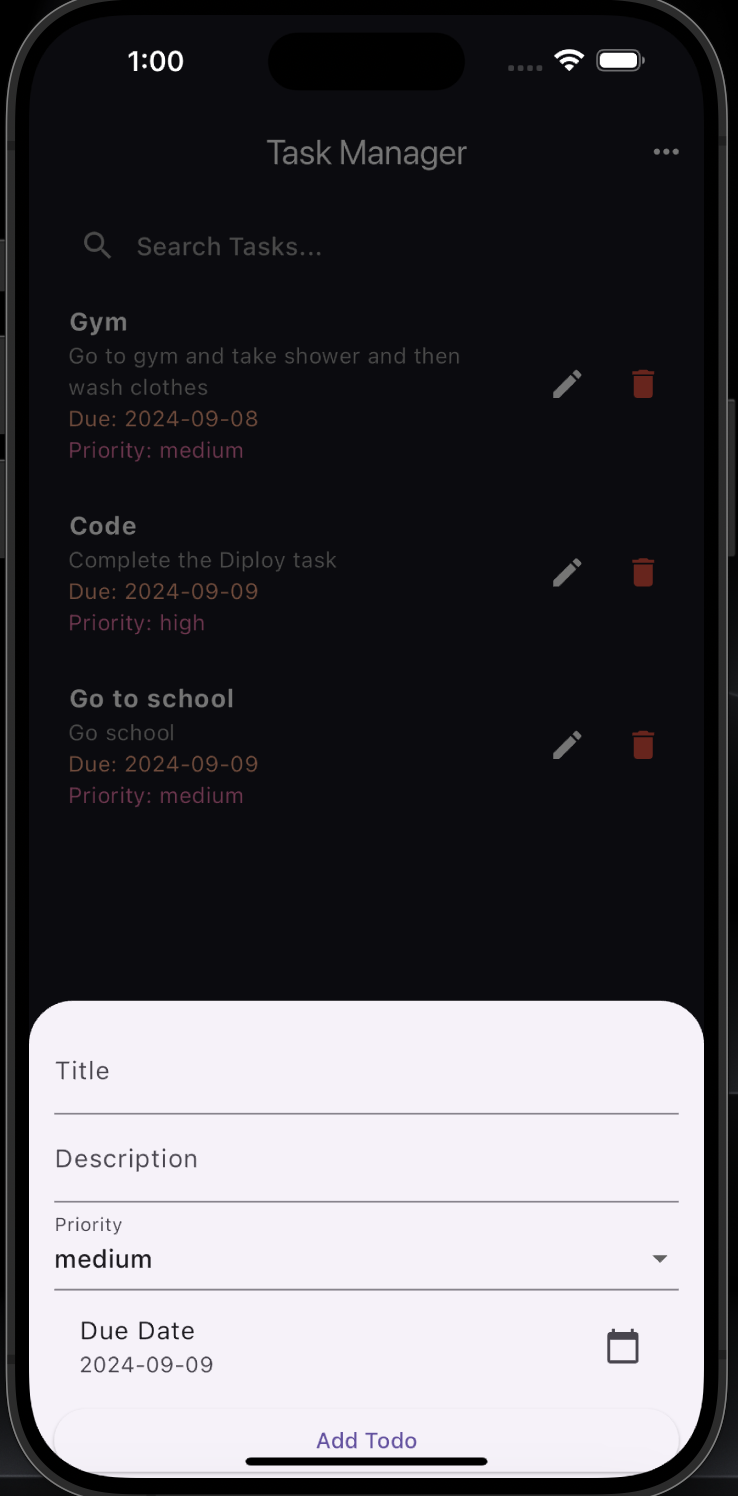 1:00
Task Manager
Search Tasks...
Gym
Go to gym and take shower and then
wash clothes
Due: 2024-09-08
Priority: medium
Code
Complete the Diploy task
Due: 2024-09-09
Priority: high
Go to school
Go school
Due: 2024-09-09
Priority: medium
Title
Description
Priority
medium
Due Date
2024-09-09
Add Todo